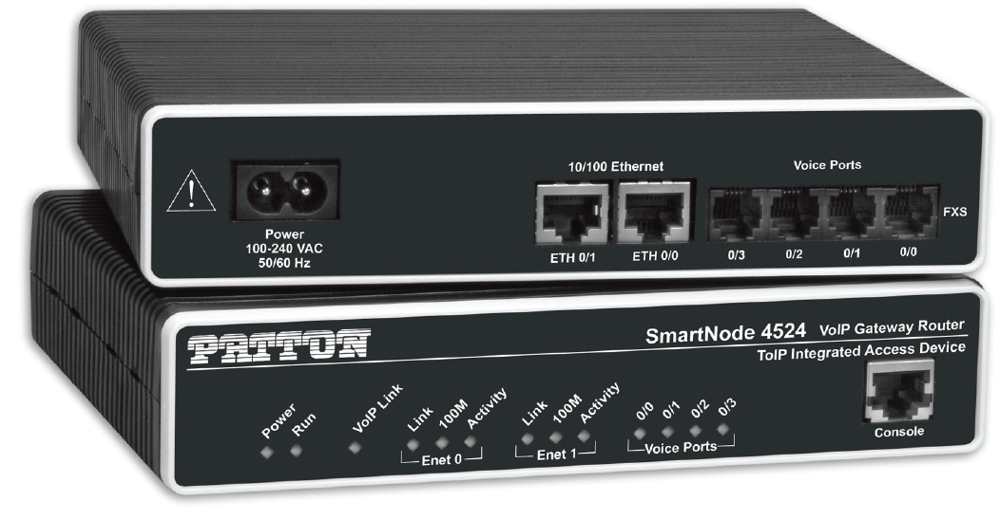 10/100 Ethernet
Voice Ports
FXS
Power
100-240 VAC
50/60 Hz
ETH 0/1
ETH 0/0
0/3
0/2
0/1
0/0
PATTON
SmartNode 4524 VoIP Gateway Router
ToIP Integrated Access Device
Power
Run
VoIP Link
Link
100M
Activity
Enet 0
Link
100M
Activity
Enet 1
0/0
0/1
0/2
0/3
Voice Ports
Console